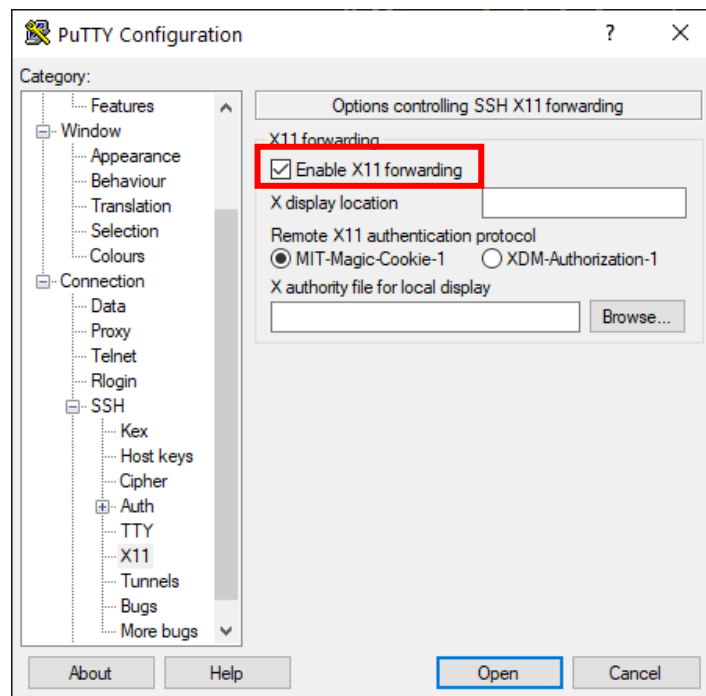 PuTTY Configuration
?
Category:
Features
Window
Appearance
Behaviour
Translation
Selection
Colours
Connection
Data
Proxy
Telnet
Rlogin
SSH
Kex
Host keys
Cipher
Auth
TTY
X11
Tunnels
Bugs
More bugs
Options controlling SSH X11 forwarding
X11 forwarding
Enable X11 forwarding
X display location
Remote X11 authentication protocol
MIT-Magic-Cookie-1 XDM-Authorization-1
X authority file for local display
Browse...
About Help Open Cancel